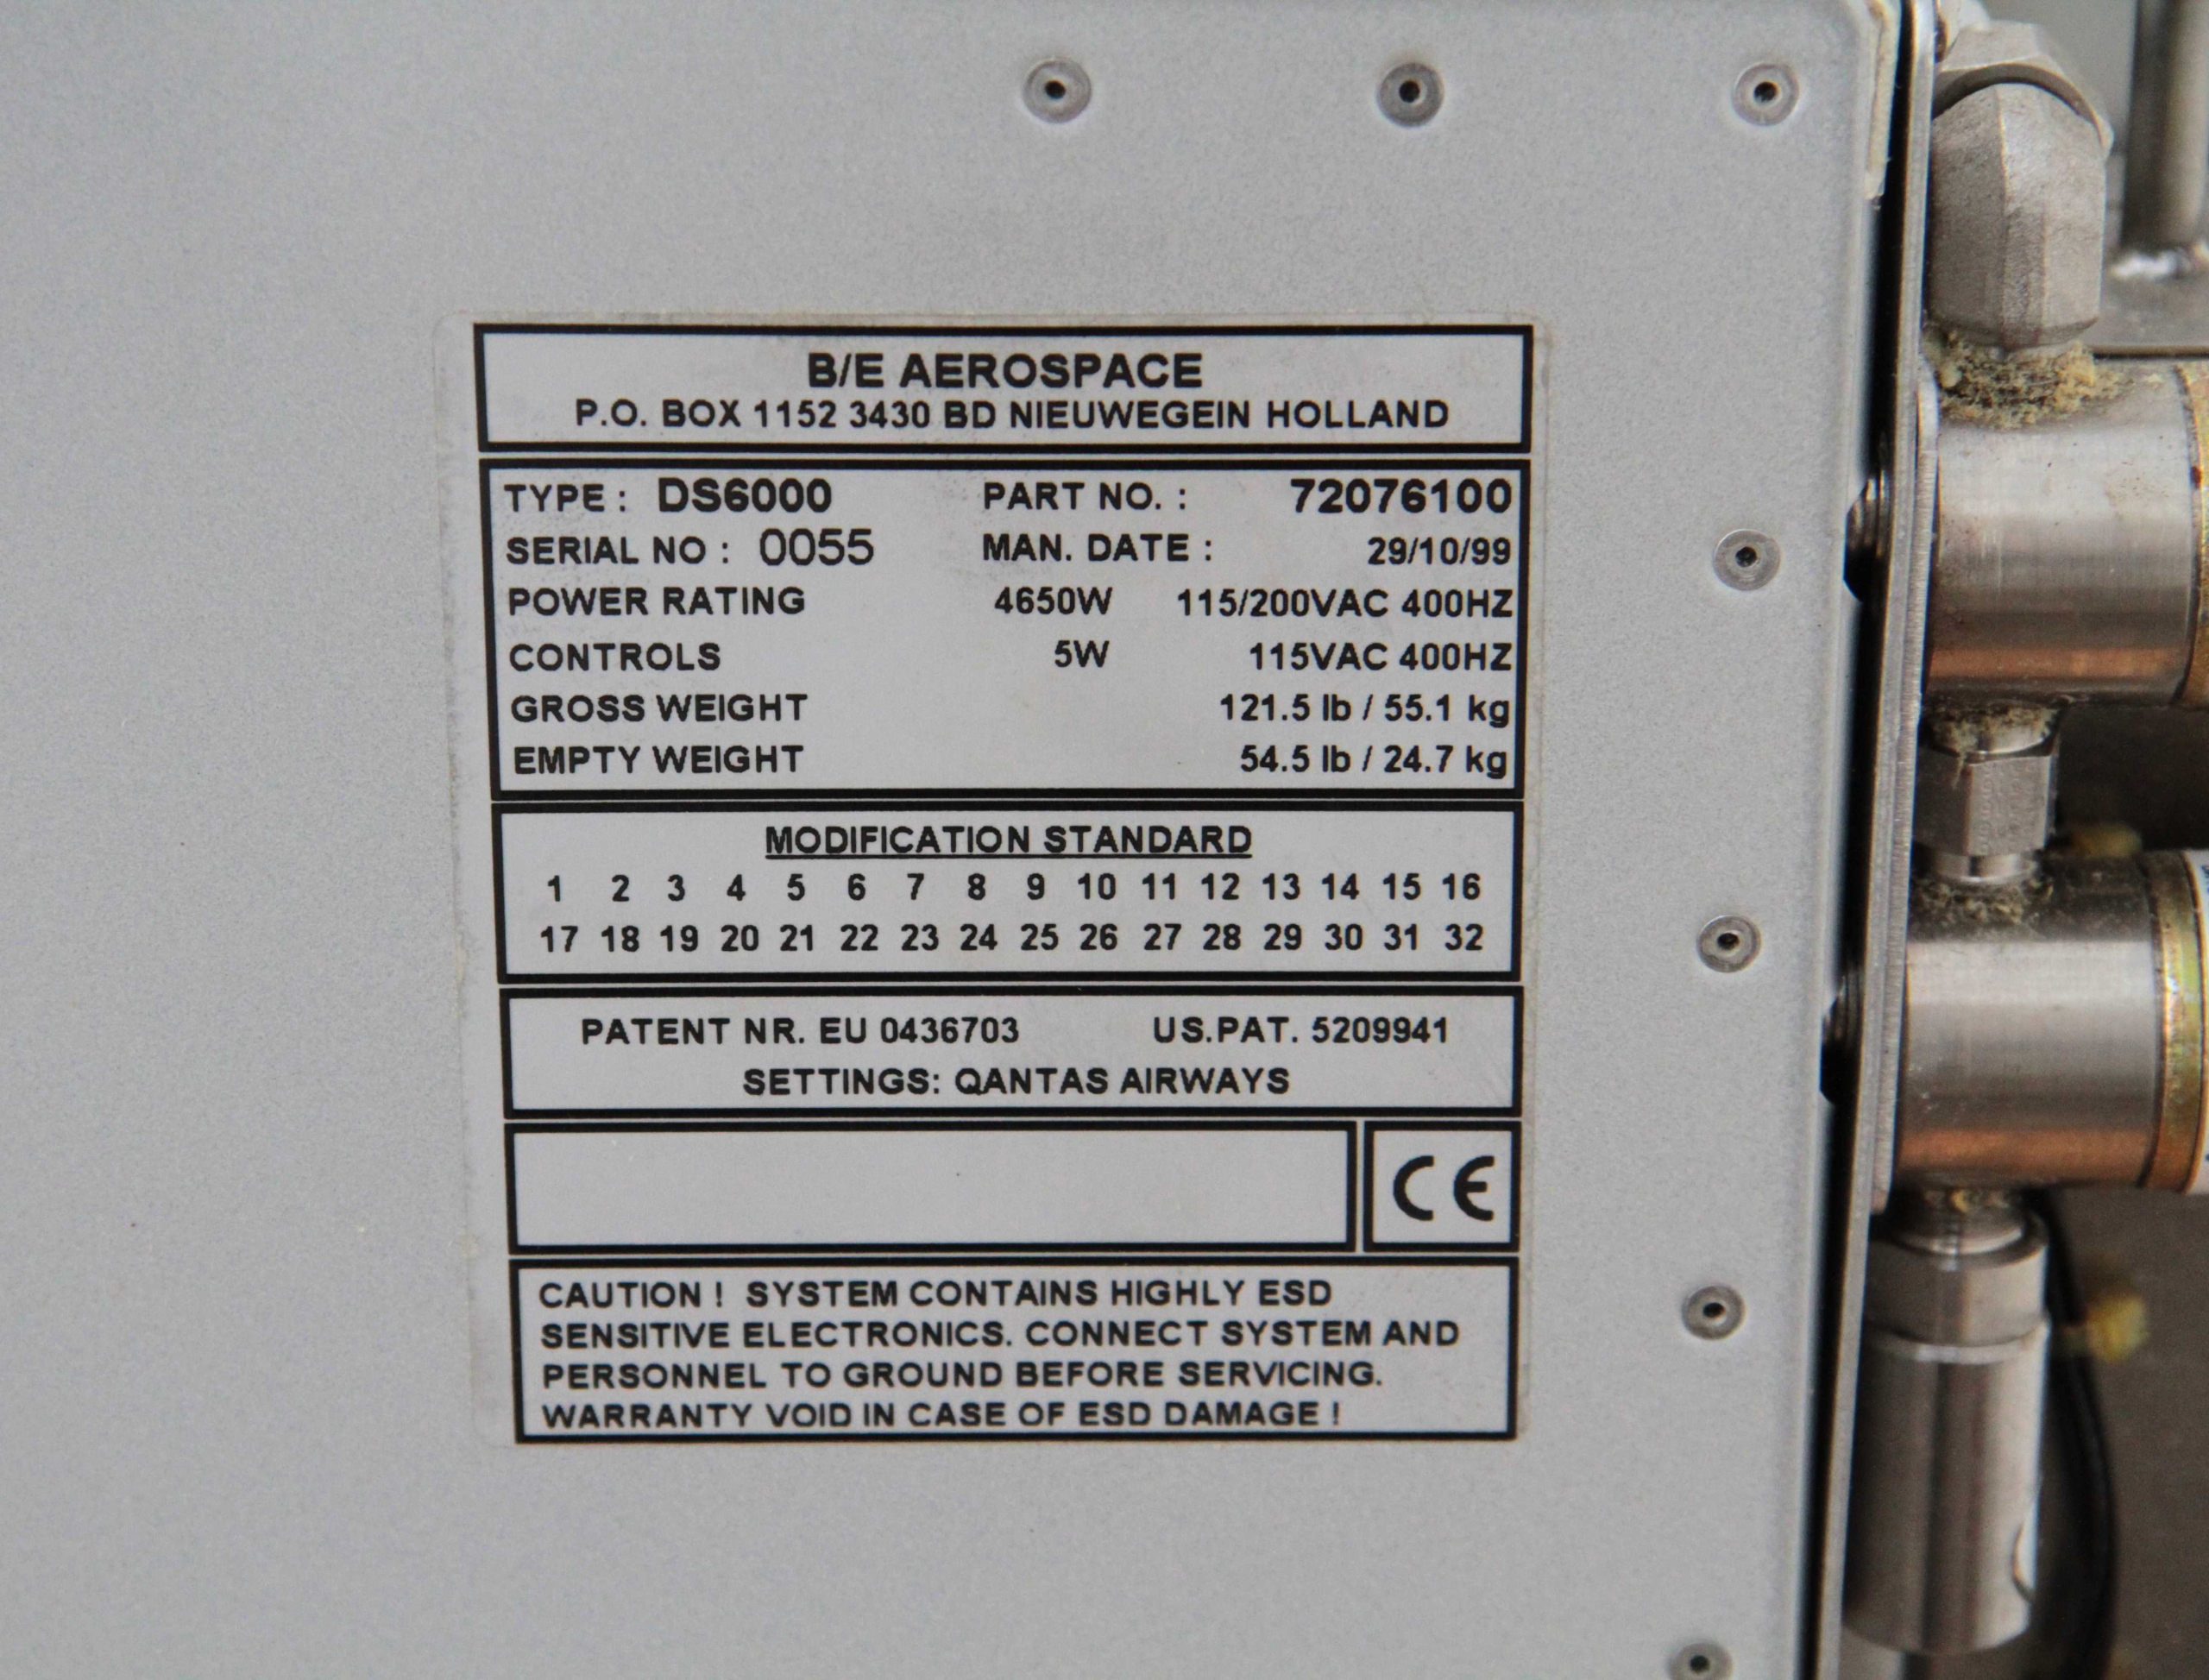 B/E AEROSPACE
P.O. BOX 1152 3430 BD NIEUWEGEIN HOLLAND
TYPE : DS6000 PART NO. : 72076100
SERIAL NO : 0055 MAN. DATE : 29/10/99
POWER RATING 4650W 115/200VAC 400HZ
CONTROLS 5W 115VAC 400HZ
GROSS WEIGHT 121.5 lb / 55.1 kg
EMPTY WEIGHT 54.5 lb / 24.7 kg
MODIFICATION STANDARD
1 2 3 4 5 6 7 8 9 10 11 12 13 14 15 16
17 18 19 20 21 22 23 24 25 26 27 28 29 30 31 32
PATENT NR. EU 0436703 US.PAT. 5209941
SETTINGS: QANTAS AIRWAYS
CE
CAUTION ! SYSTEM CONTAINS HIGHLY ESD
SENSITIVE ELECTRONICS. CONNECT SYSTEM AND
PERSONNEL TO GROUND BEFORE SERVICING.
WARRANTY VOID IN CASE OF ESD DAMAGE !